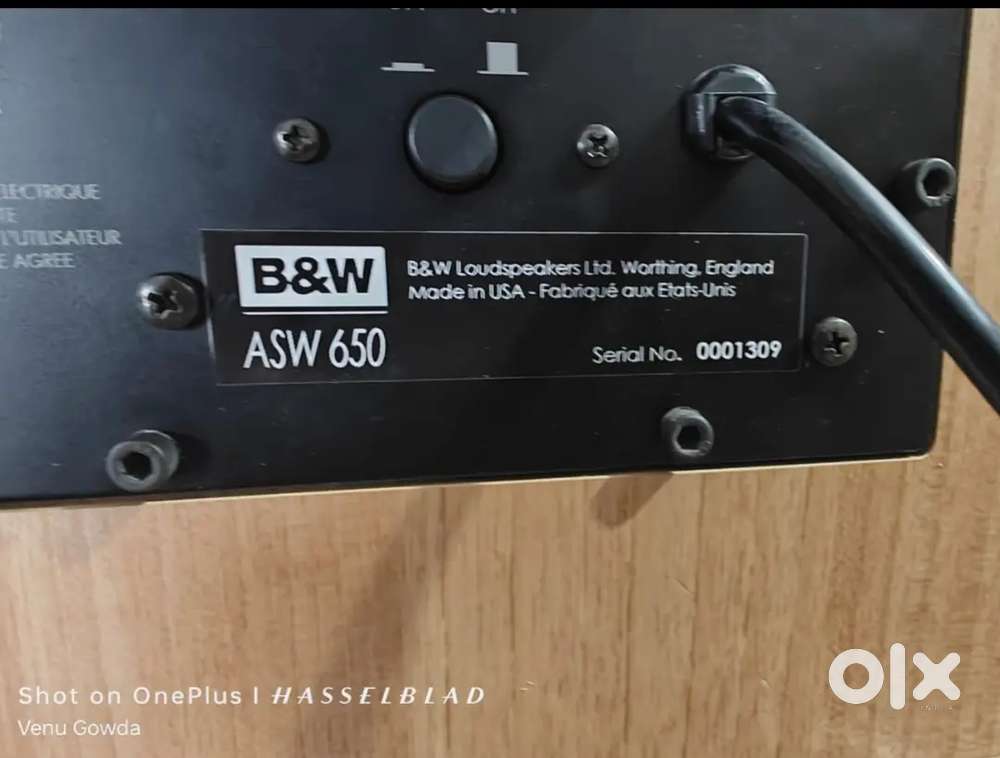 ELECTRIQUE
L'UTILISATEUR
AGREE
B&W
B&W Loudspeakers Ltd. Worthing, England
Made in USA - Fabriqué aux Etats-Unis
ASW 650
Serial No. 0001309
Shot on OnePlus | HASSELBLAD
Venu Gowda
olx